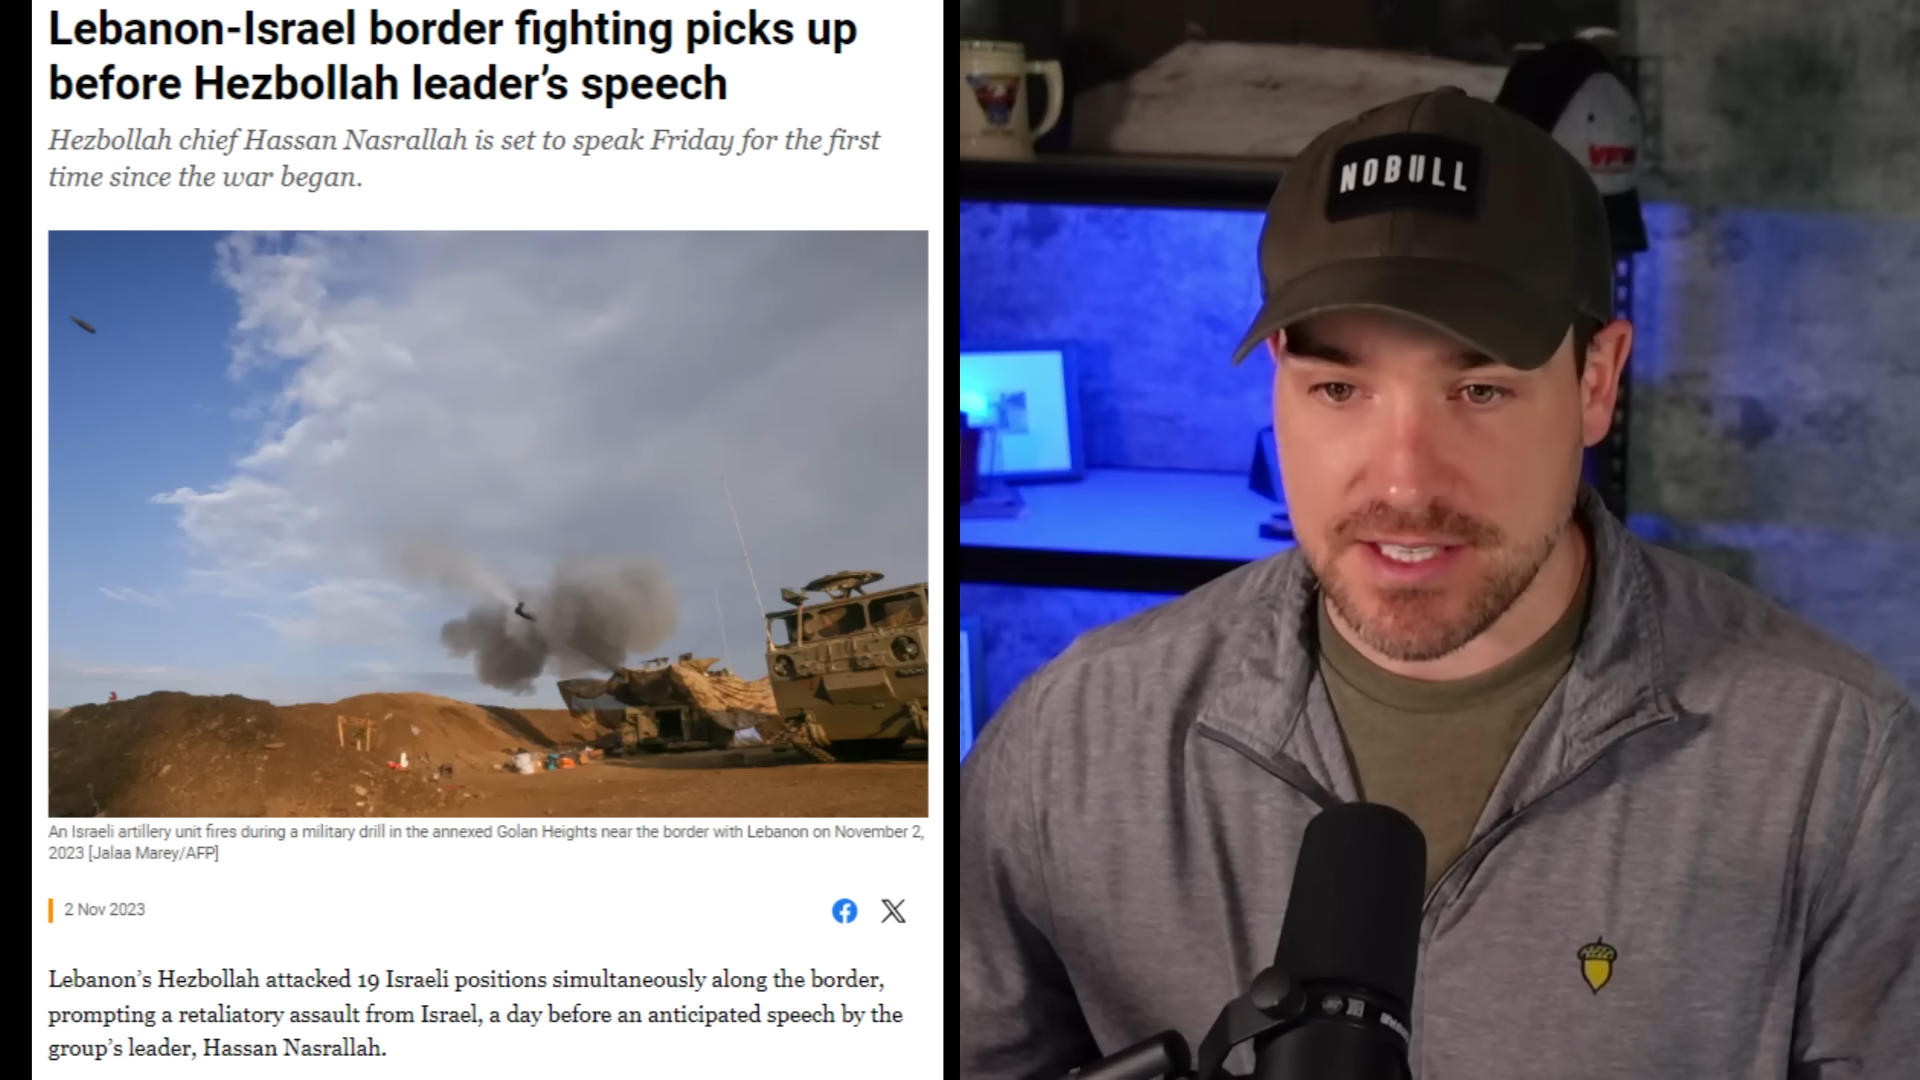 Lebanon-Israel border fighting picks up
before Hezbollah leader’s speech
Hezbollah chief Hassan Nasrallah is set to speak Friday for the first
time since the war began.
An Israeli artillery unit fires during a military drill in the annexed Golan Heights near the border with Lebanon on November 2,
2023 [Jalaa Marey/AFP]
2 Nov 2023
Lebanon’s Hezbollah attacked 19 Israeli positions simultaneously along the border,
prompting a retaliatory assault from Israel, a day before an anticipated speech by the
group’s leader, Hassan Nasrallah.
NOBULL
VFW